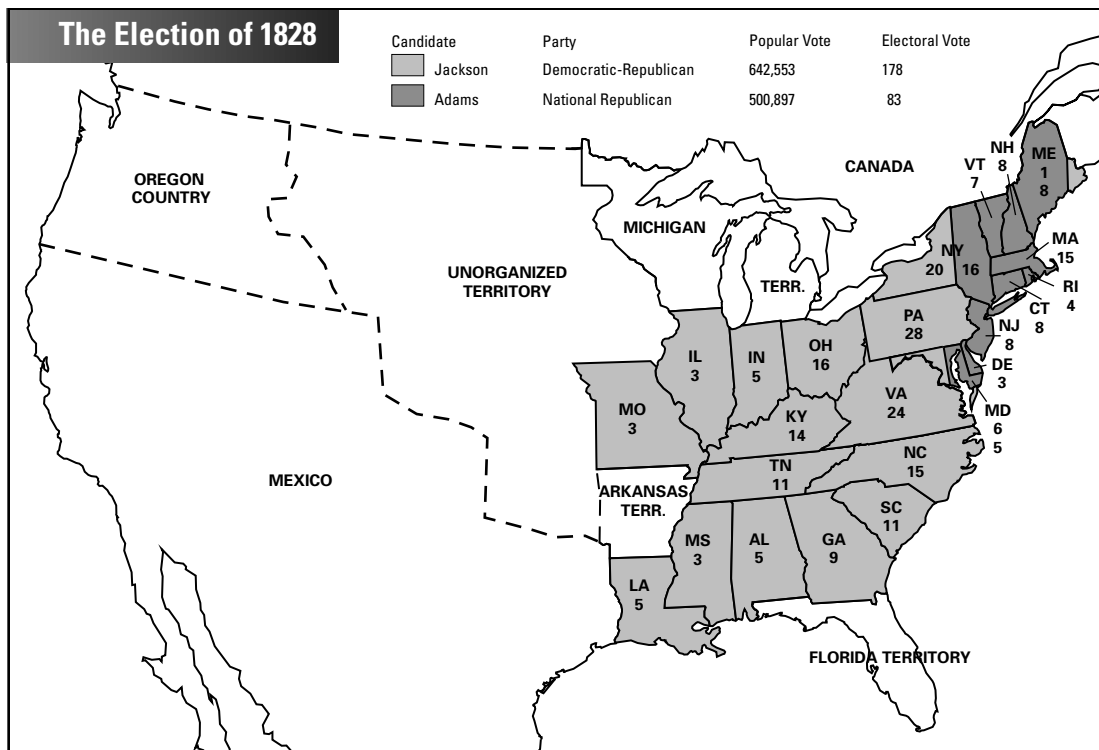 The Election of 1828
Candidate Party Popular Vote Electoral Vote
Jackson Democratic-Republican 642,553 178
Adams National Republican 500,897 83
OREGON
COUNTRY
UNORGANIZED
TERRITORY
MICHIGAN
TERR.
CANADA
MEXICO
ARKANSAS
TERR.
FLORIDA TERRITORY
NH
8
VT
7
ME
1
8
MA
15
RI
4
CT
8
NY
20 16
PA
28
NJ
8
DE
3
MD
6
5
OH
16
IN
5
IL
3
MO
3
KY
14
VA
24
TN
11
NC
15
SC
11
MS
3
AL
5
GA
9
LA
5